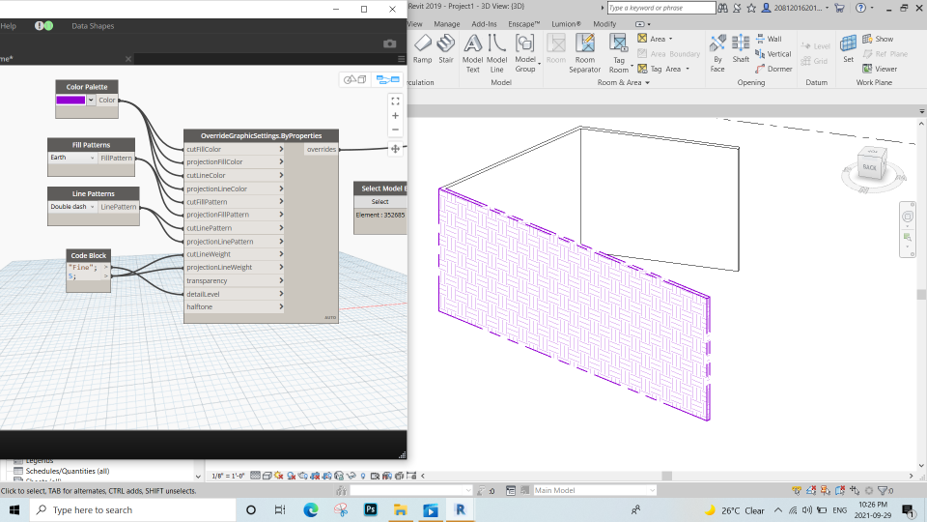 Help
Data Shapes
me*
Color Palette
Color
Fill Patterns
Earth
FillPattern
Line Patterns
Double dash
LinePattern
Code Block
"Fine";
5;
OverrideGraphicSettings.ByProperties
cutFillColor
overrides
projectionFillColor
cutLineColor
projectionLineColor
cutFillPattern
projectionFillPattern
cutLinePattern
projectionLinePattern
cutLineWeight
projectionLineWeight
transparency
detailLevel
halftone
AUTO
Select Model E
Select
Element : 352685
Revit 2019 - Project1 - 3D View: {3D}
Type a keyword or phrase
20812016201...
View Manage Add-Ins Enscape™ Lumion® Modify
Ramp
Stair
Model Text
Model Line
Model Group
Room
Room Separator
Tag Room
Area
Area Boundary
Tag Area
By Face
Shaft
Wall
Vertical
Dormer
Level
Grid
Set
Show
Ref Plane
Viewer
Model
Room & Area
Opening
Datum
Work Plane
BACK
Legends
Schedules/Quantities (all)
1/8" = 1'-0"
Click to select, TAB for alternates, CTRL adds, SHIFT unselects.
:0
Main Model
:0
Type here to search
Ps
R
26°C Clear
10:26 PM
2021-09-29
1